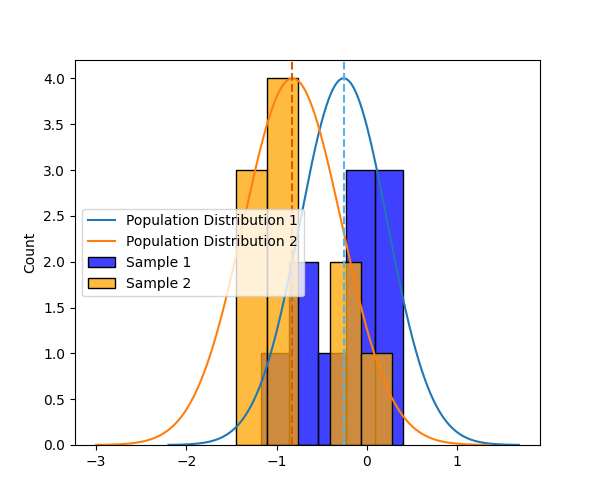 4.0
3.5
3.0
2.5
2.0
1.5
1.0
0.5
0.0
Count
Population Distribution 1
Population Distribution 2
Sample 1
Sample 2
−3 −2 −1 0 1